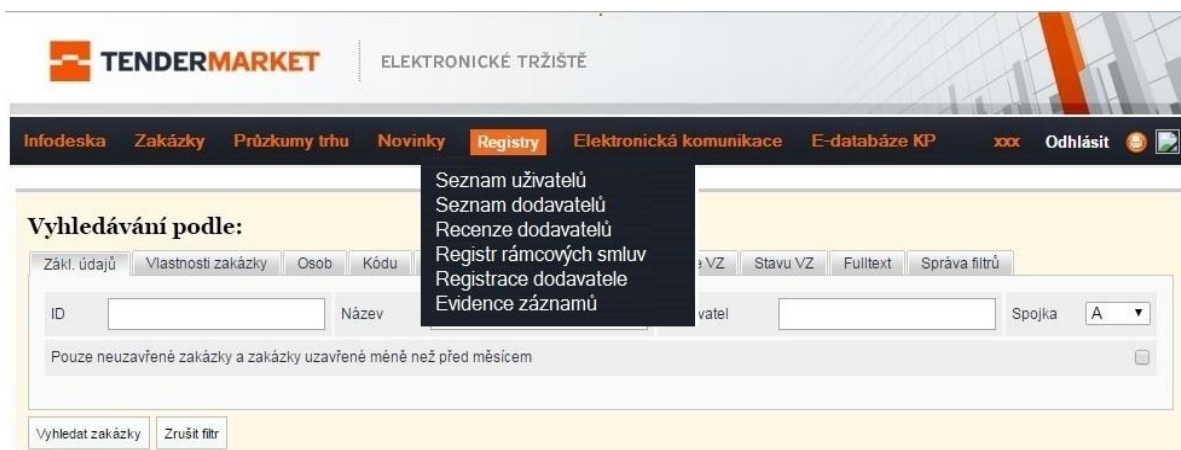 TENDERMARKET ELEKTRONICKÉ TRŽIŠTĚ
Infodeska Zakázky Průzkumy trhu Novinky Registry Elektronická komunikace E-databáze KP xxx Odhlásit
Seznam uživatelů
Seznam dodavatelů
Recenze dodavatelů
Registr rámcových smluv
Registrace dodavatele
Evidence záznamů
Vyhledávání podle:
Zákl. údajů Vlastnosti zakázky Osob Kódu VZ Stavu VZ Fulltext Správa filtrů
ID Název vatel Spojka A
Pouze neuzavřené zakázky a zakázky uzavřené méně než před měsícem
Vyhledat zakázky Zrušit filtr